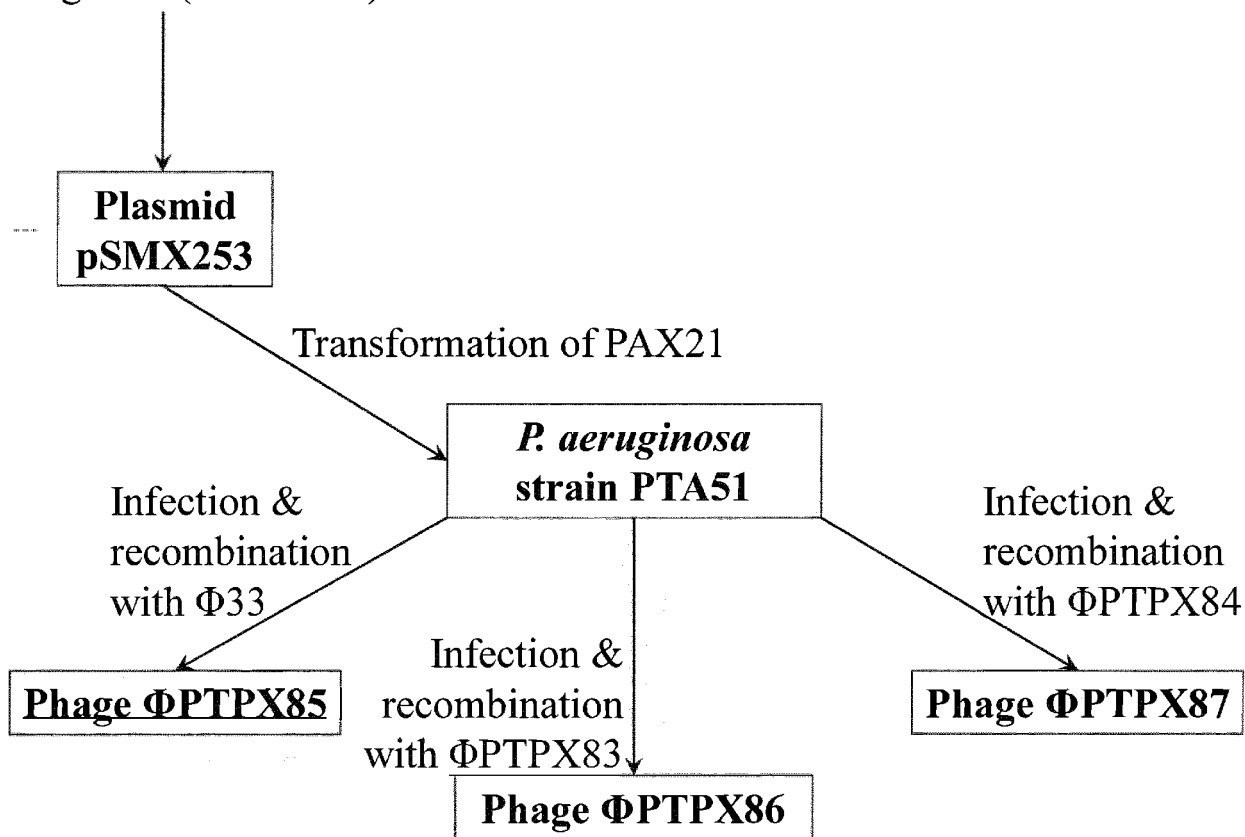 Plasmid
pSMX253
Transformation of PAX21
P. aeruginosa
strain PTA51
Infection &
recombination
with Φ33
Infection &
recombination
with ΦPTPX83
Infection &
recombination
with ΦPTPX84
Phage ΦPTPX85
Phage ΦPTPX86
Phage ΦPTPX87